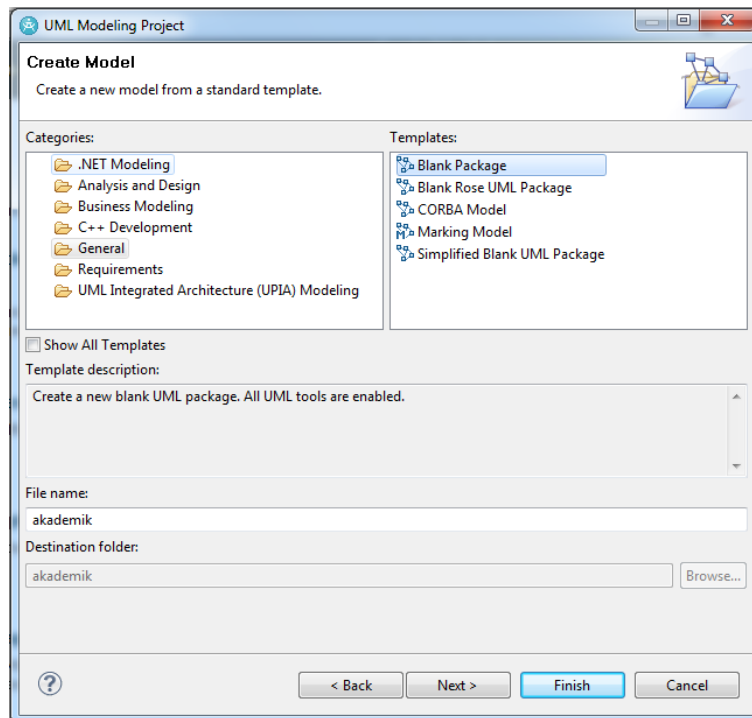 UML Modeling Project
Create Model
Create a new model from a standard template.
Categories:
.NET Modeling
Analysis and Design
Business Modeling
C++ Development
General
Requirements
UML Integrated Architecture (UPIA) Modeling
Templates:
Blank Package
Blank Rose UML Package
CORBA Model
Marking Model
Simplified Blank UML Package
Show All Templates
Template description:
Create a new blank UML package. All UML tools are enabled.
File name:
akademik
Destination folder:
akademik
Browse...
?
< Back
Next >
Finish
Cancel